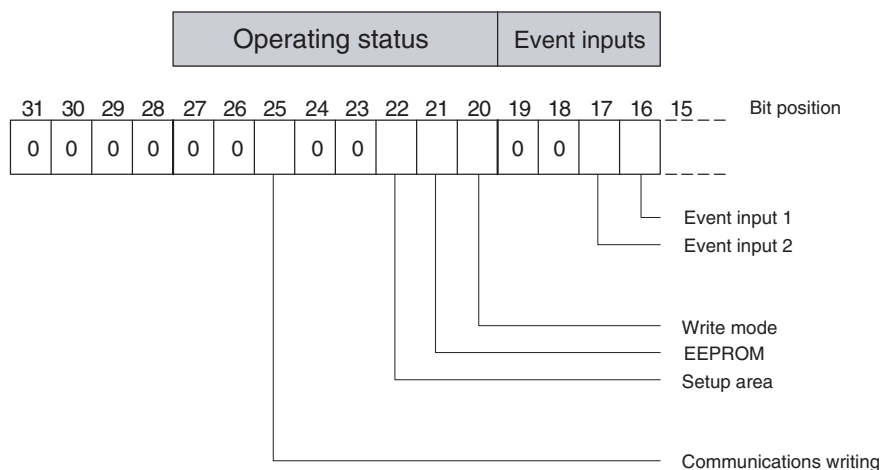 Operating status Event inputs
31 30 29 28 27 26 25 24 23 22 21 20 19 18 17 16 15 Bit position
0 0 0 0 0 0 0 0 0 0
Event input 1
Event input 2
Write mode
EEPROM
Setup area
Communications writing